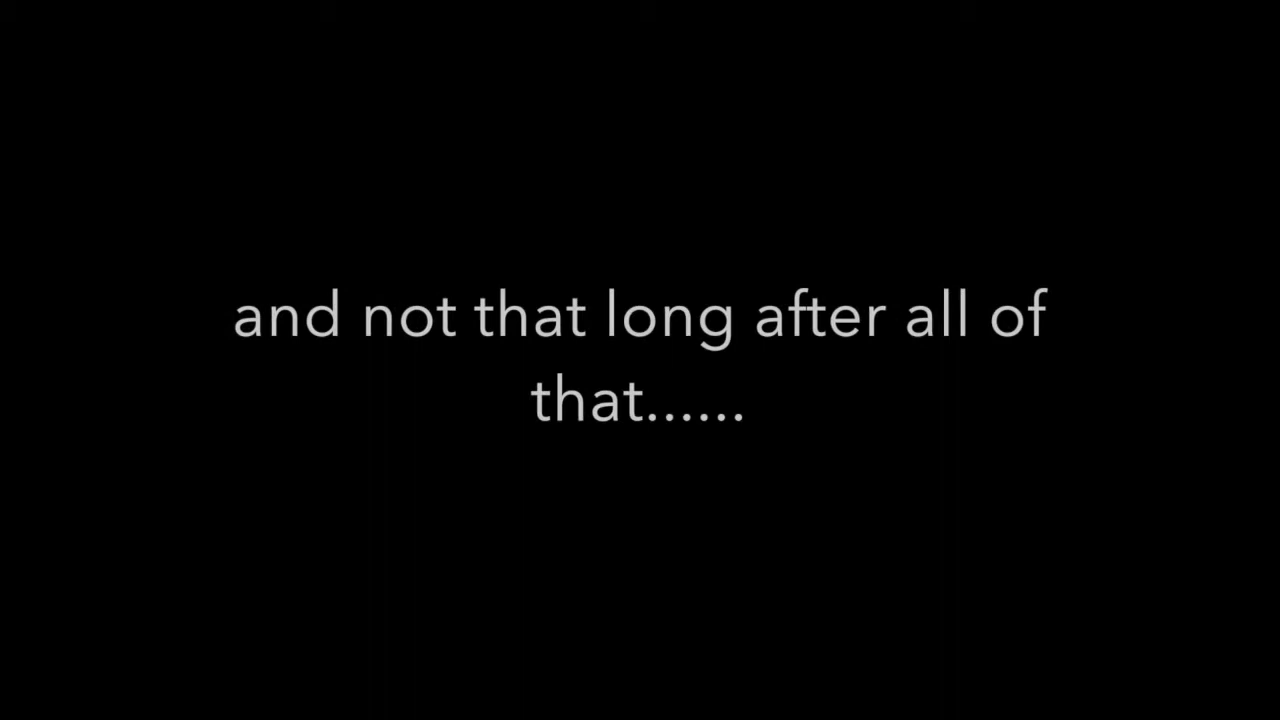 and not that long after all of
that......